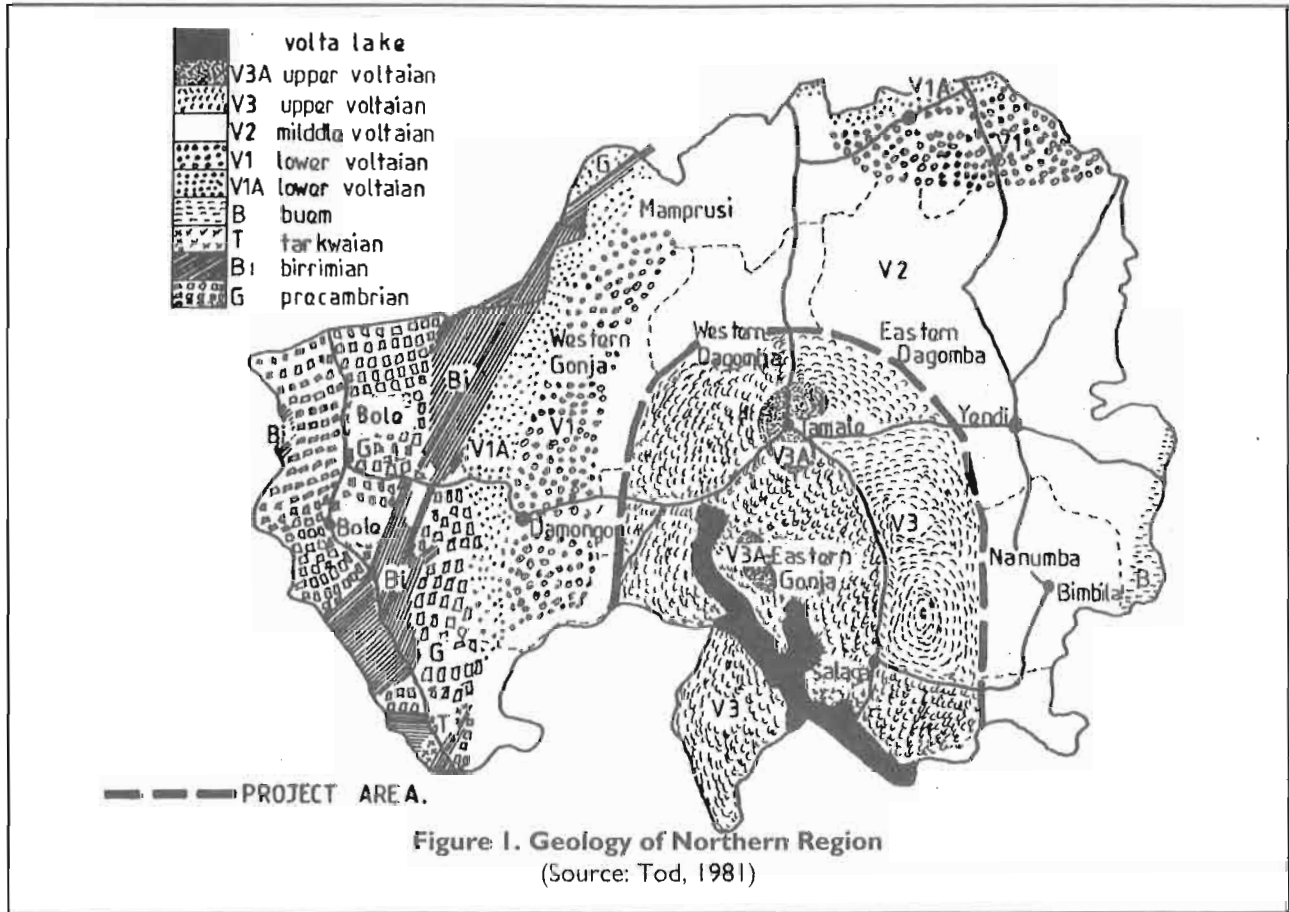 volta lake
V3A upper voltaian
V3 upper voltaian
V2 milddle voltaian
V1 lower voltaian
V1A lower voltaian
B buem
T tarkwaian
Bi birrimian
G precambrian
V1A
V1
G
Mamprusi
V2
Western
Dagomba
Eastern
Dagomba
Western
Gonja
Bi
Bole
G
Bi
V1A
V1
Tamale
Yendi
V3A
Bole
Damongo
V3
V3A Eastern
Gonja
Nanumba
Bimbila
B
Bi
G
Salaga
V3
T
PROJECT AREA.
Figure 1. Geology of Northern Region
(Source: Tod, 1981)